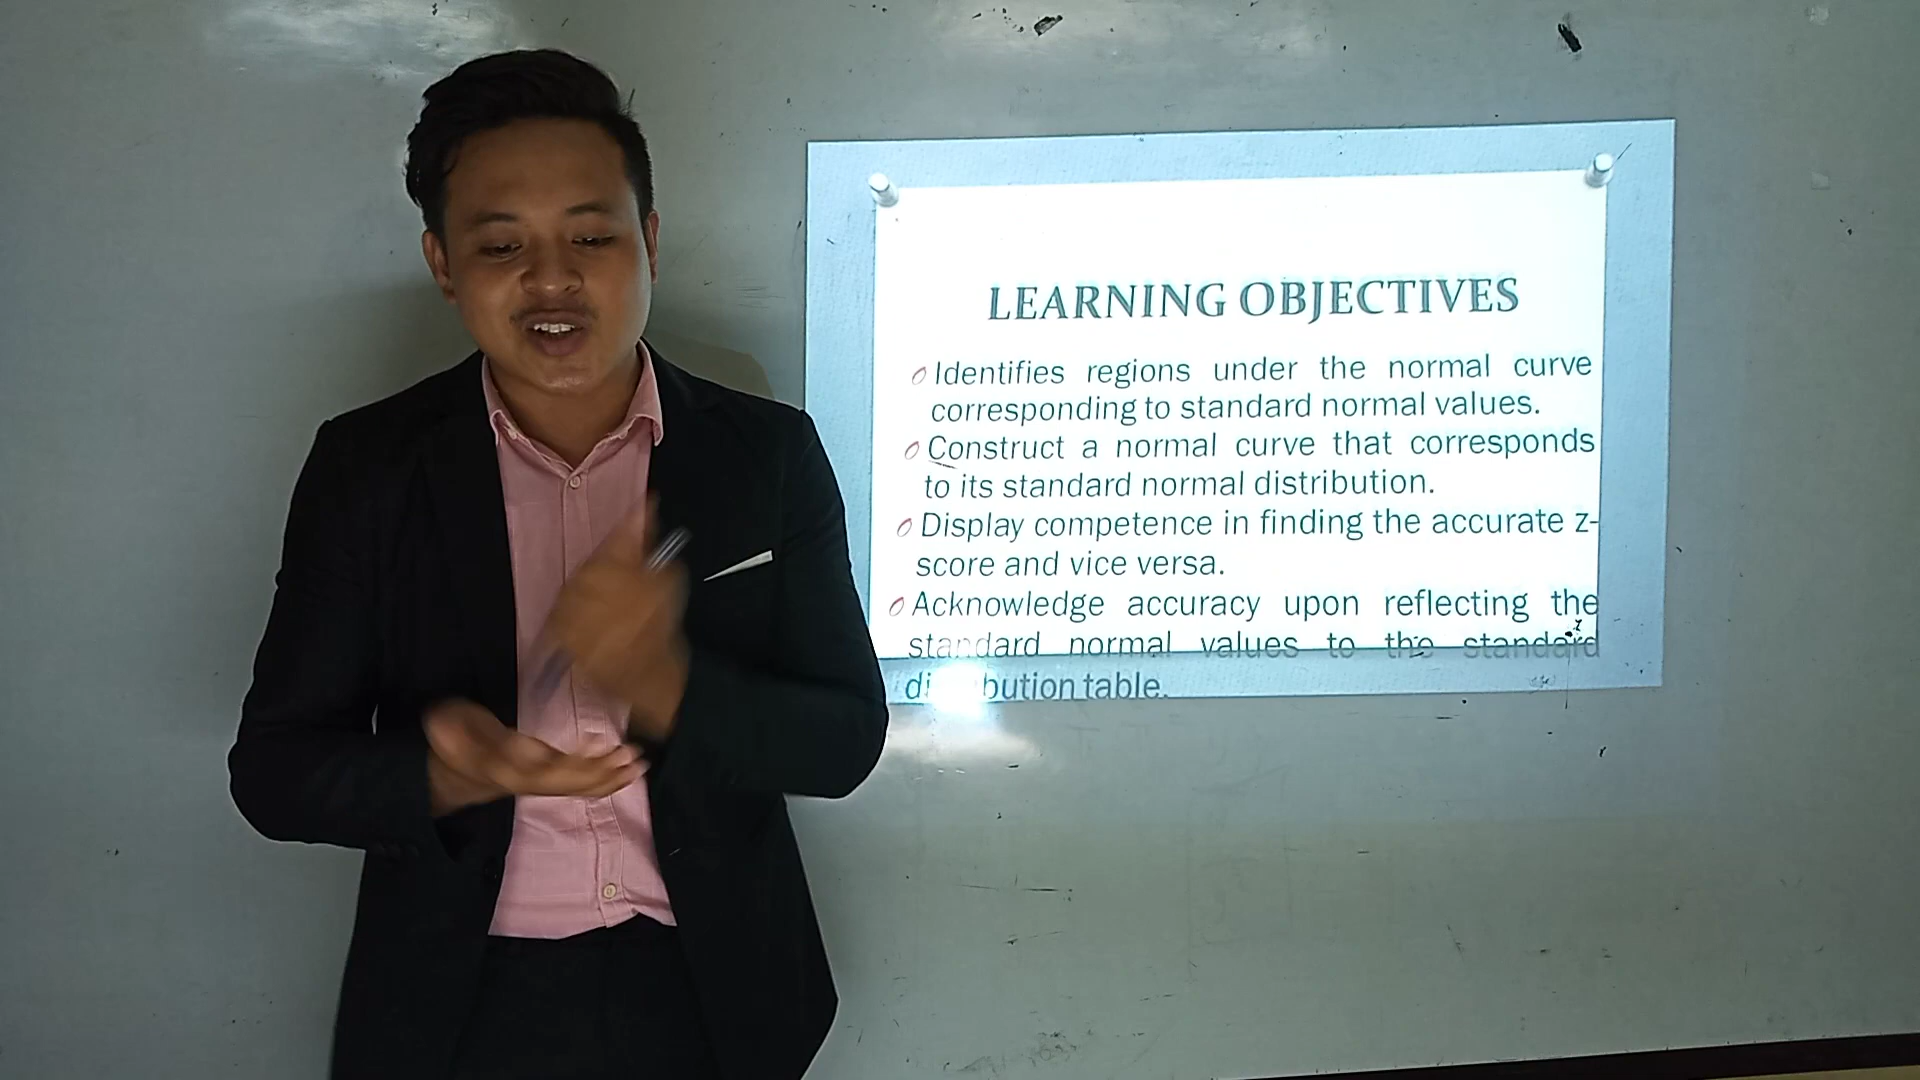 LEARNING OBJECTIVES
Identifies regions under the normal curve
corresponding to standard normal values.
Construct a normal curve that corresponds
to its standard normal distribution.
Display competence in finding the accurate z-
score and vice versa.
Acknowledge accuracy upon reflecting the
standard normal values to the standard
distribution table.